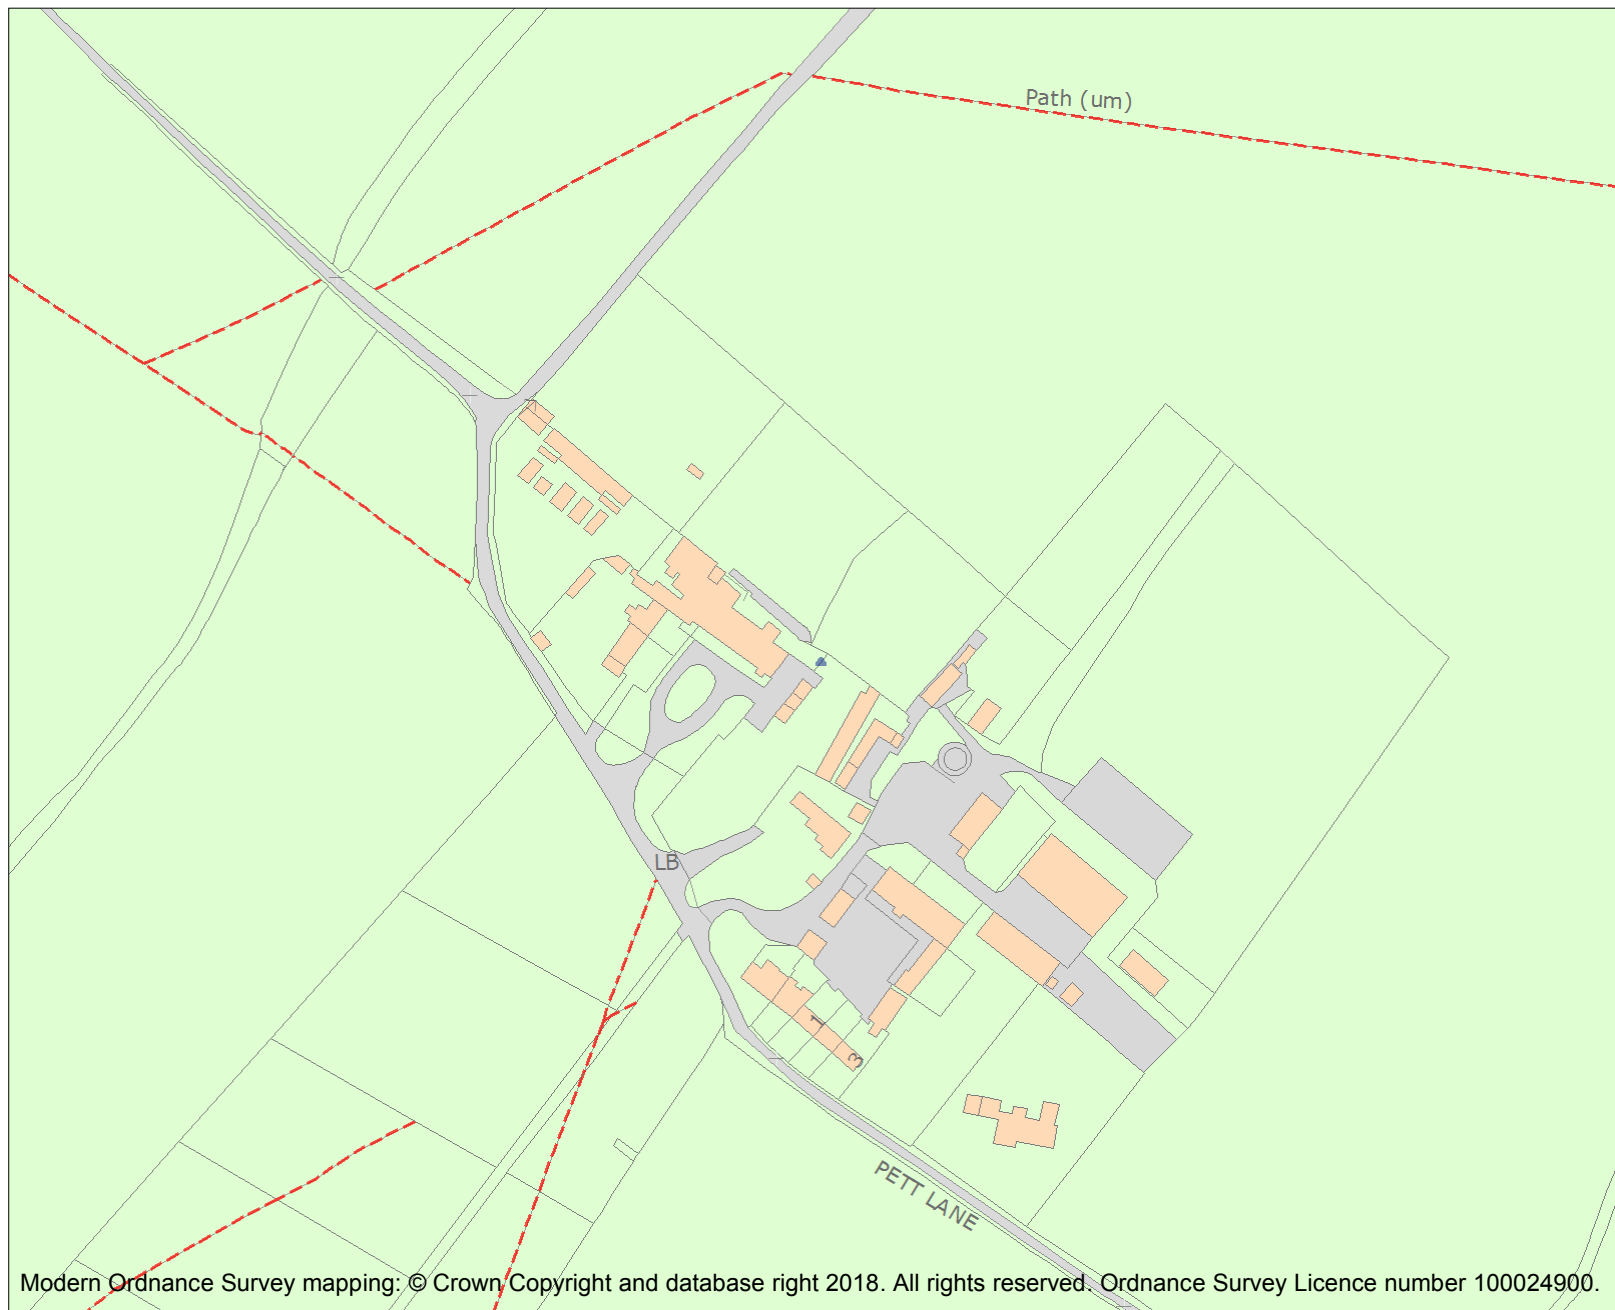 Path (um)
LB
1
3
PETT LANE
Modern Ordnance Survey mapping: © Crown Copyright and database right 2018. All rights reserved. Ordnance Survey Licence number 100024900.